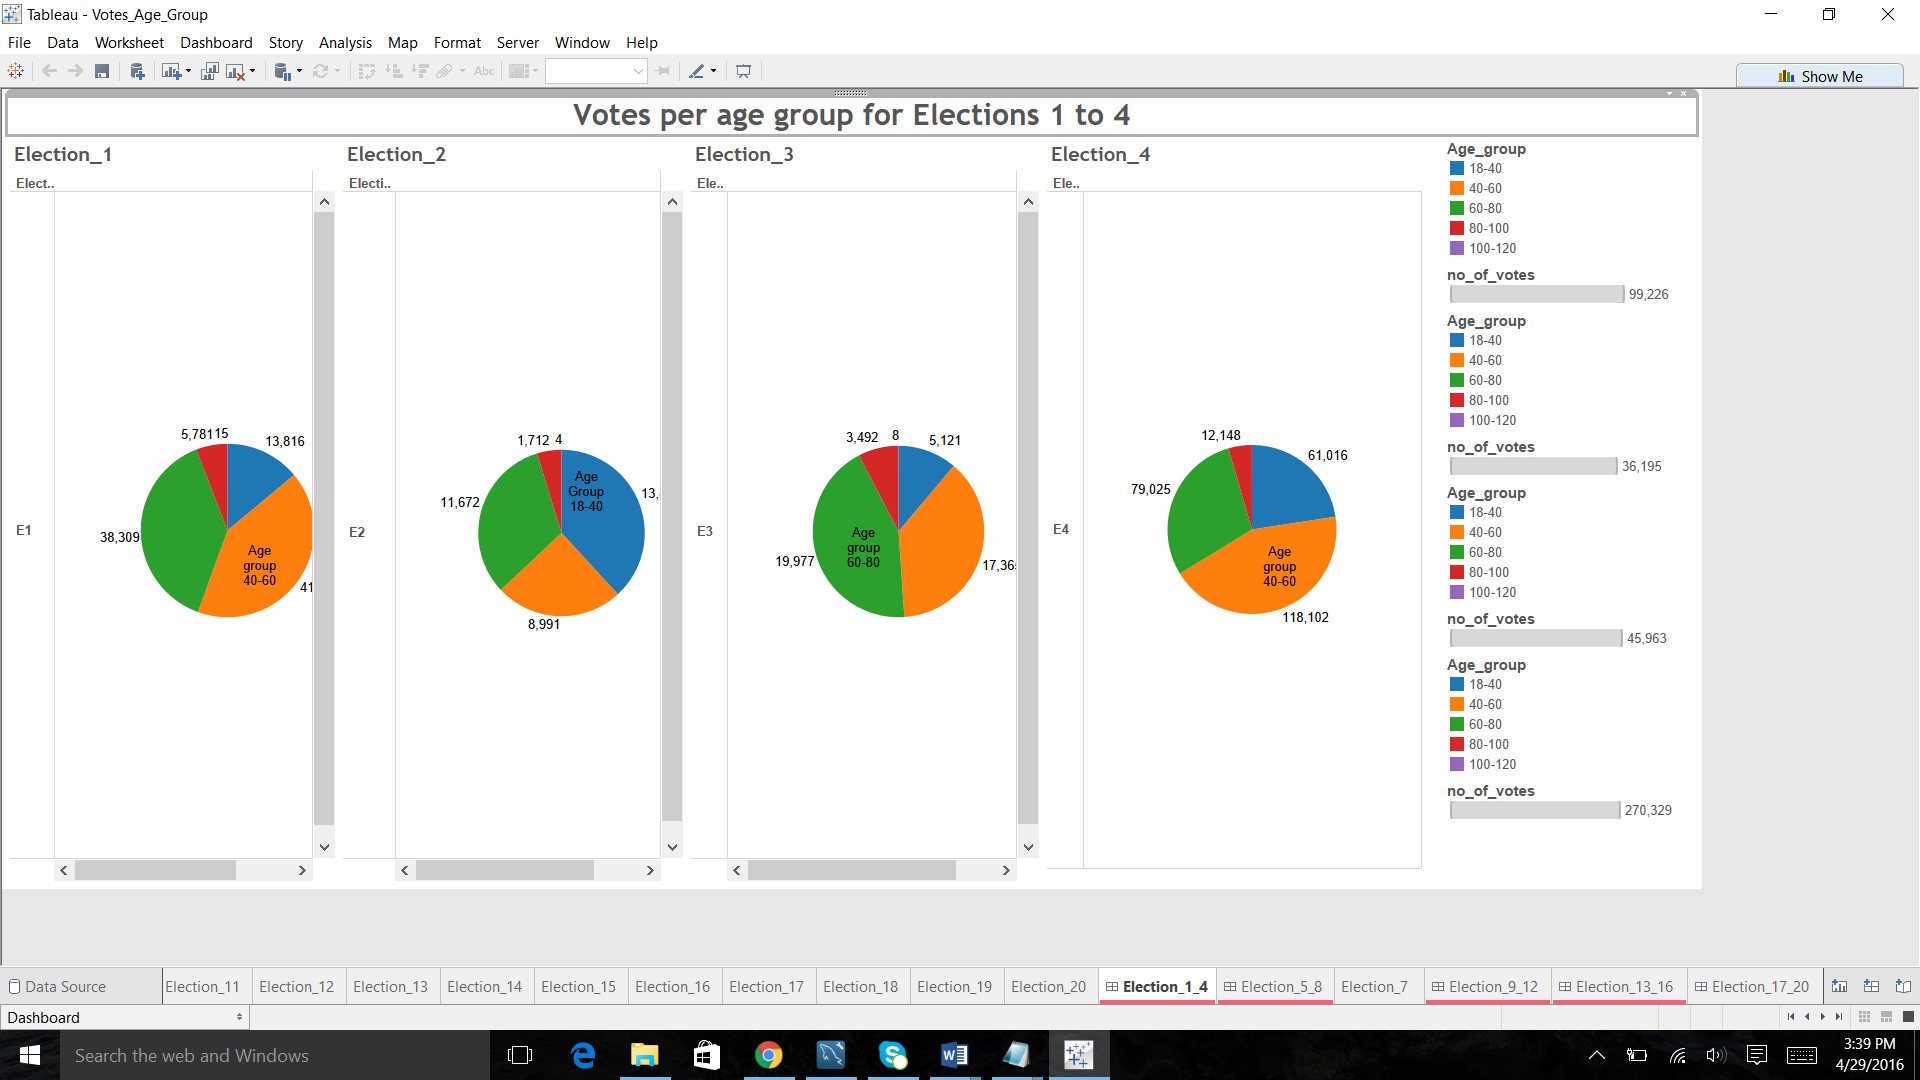 Tableau - Votes_Age_Group
File Data Worksheet Dashboard Story Analysis Map Format Server Window Help
Abc
Show Me
Votes per age group for Elections 1 to 4
Election_1
Elect..
E1
5,781
15
13,816
38,309
41
Age
group
40-60
Election_2
Electi..
E2
1,712
4
13,
11,672
8,991
Age
Group
18-40
Election_3
Ele..
E3
3,492
8
5,121
19,977
17,36
Age
group
60-80
Election_4
Ele..
E4
12,148
61,016
79,025
118,102
Age
group
40-60
Age_group
18-40
40-60
60-80
80-100
100-120
no_of_votes
99,226
Age_group
18-40
40-60
60-80
80-100
100-120
no_of_votes
36,195
Age_group
18-40
40-60
60-80
80-100
100-120
no_of_votes
45,963
Age_group
18-40
40-60
60-80
80-100
100-120
no_of_votes
270,329
Data Source Election_11 Election_12 Election_13 Election_14 Election_15 Election_16 Election_17 Election_18 Election_19 Election_20 Election_1_4 Election_5_8 Election_7 Election_9_12 Election_13_16 Election_17_20
Dashboard
Search the web and Windows
3:39 PM
4/29/2016